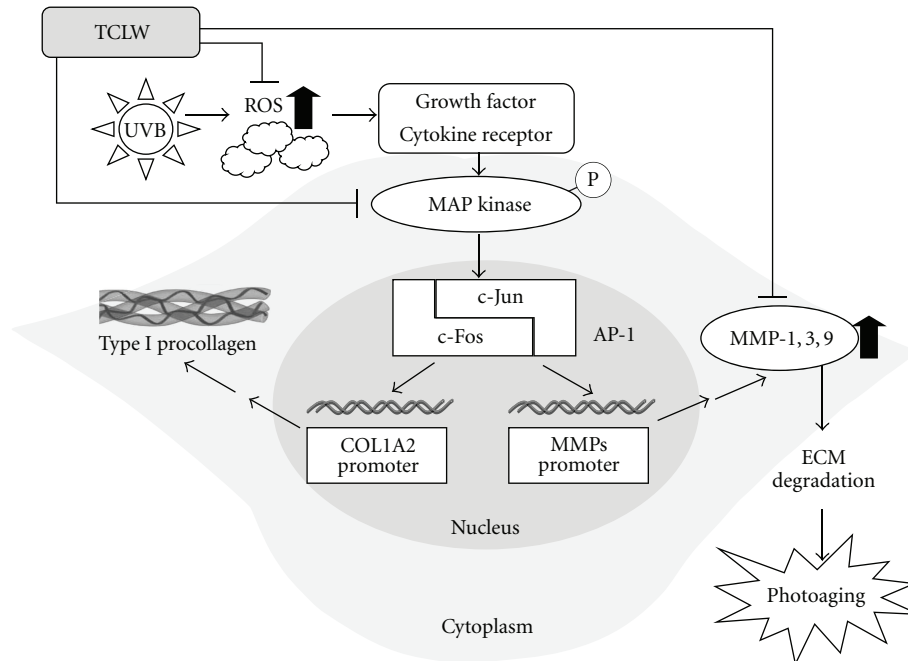 TCLW
UVB
ROS
Growth factor
Cytokine receptor
P
MAP kinase
c-Jun
c-Fos
AP-1
Type I procollagen
MMP-1, 3, 9
COL1A2
promoter
MMPs
promoter
ECM
degradation
Nucleus
Photoaging
Cytoplasm